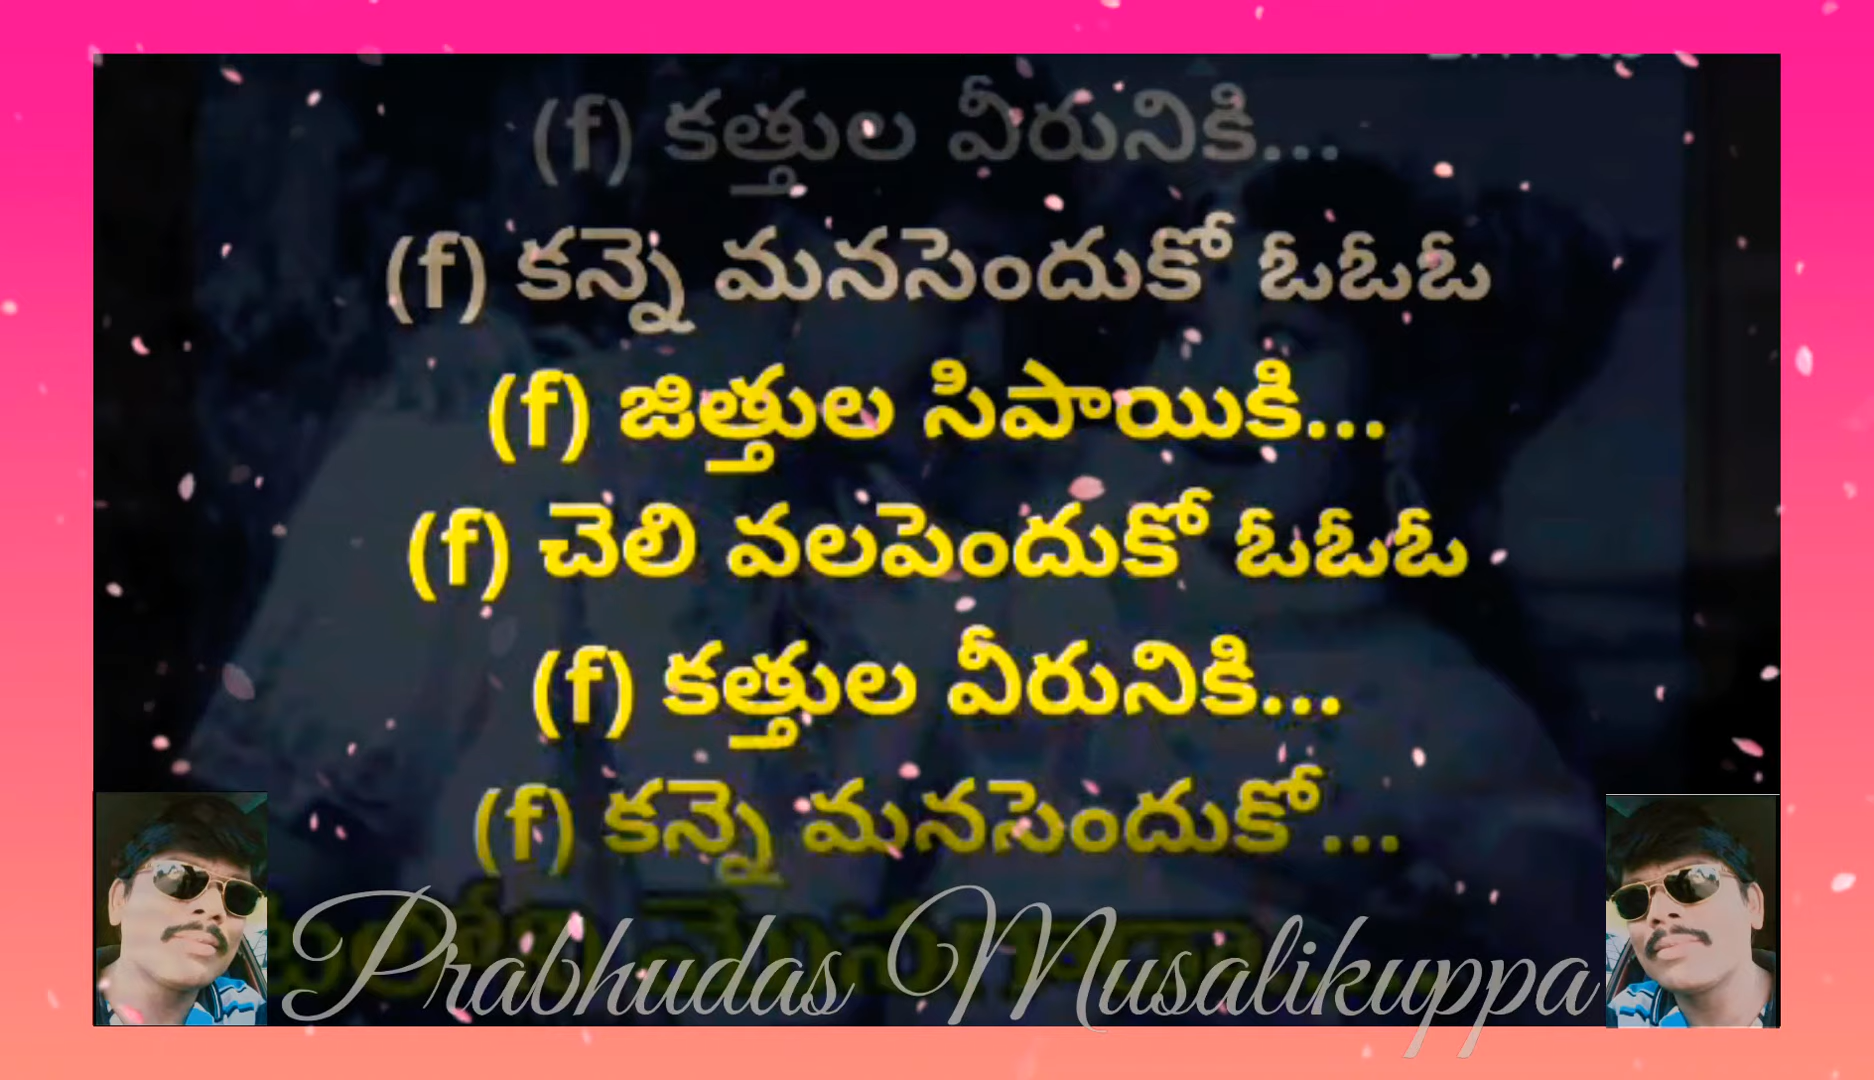 (f) కత్తుల వీరునికి...
(f) కన్నె మనసెందుకో ఓఓఓ
(f) జిత్తుల సిపాయికి...
(f) చెలి వలపెందుకో ఓఓఓ
(f) కత్తుల వీరునికి...
(f) కన్నె మనసెందుకో...
Prabhudas Musalikuppa